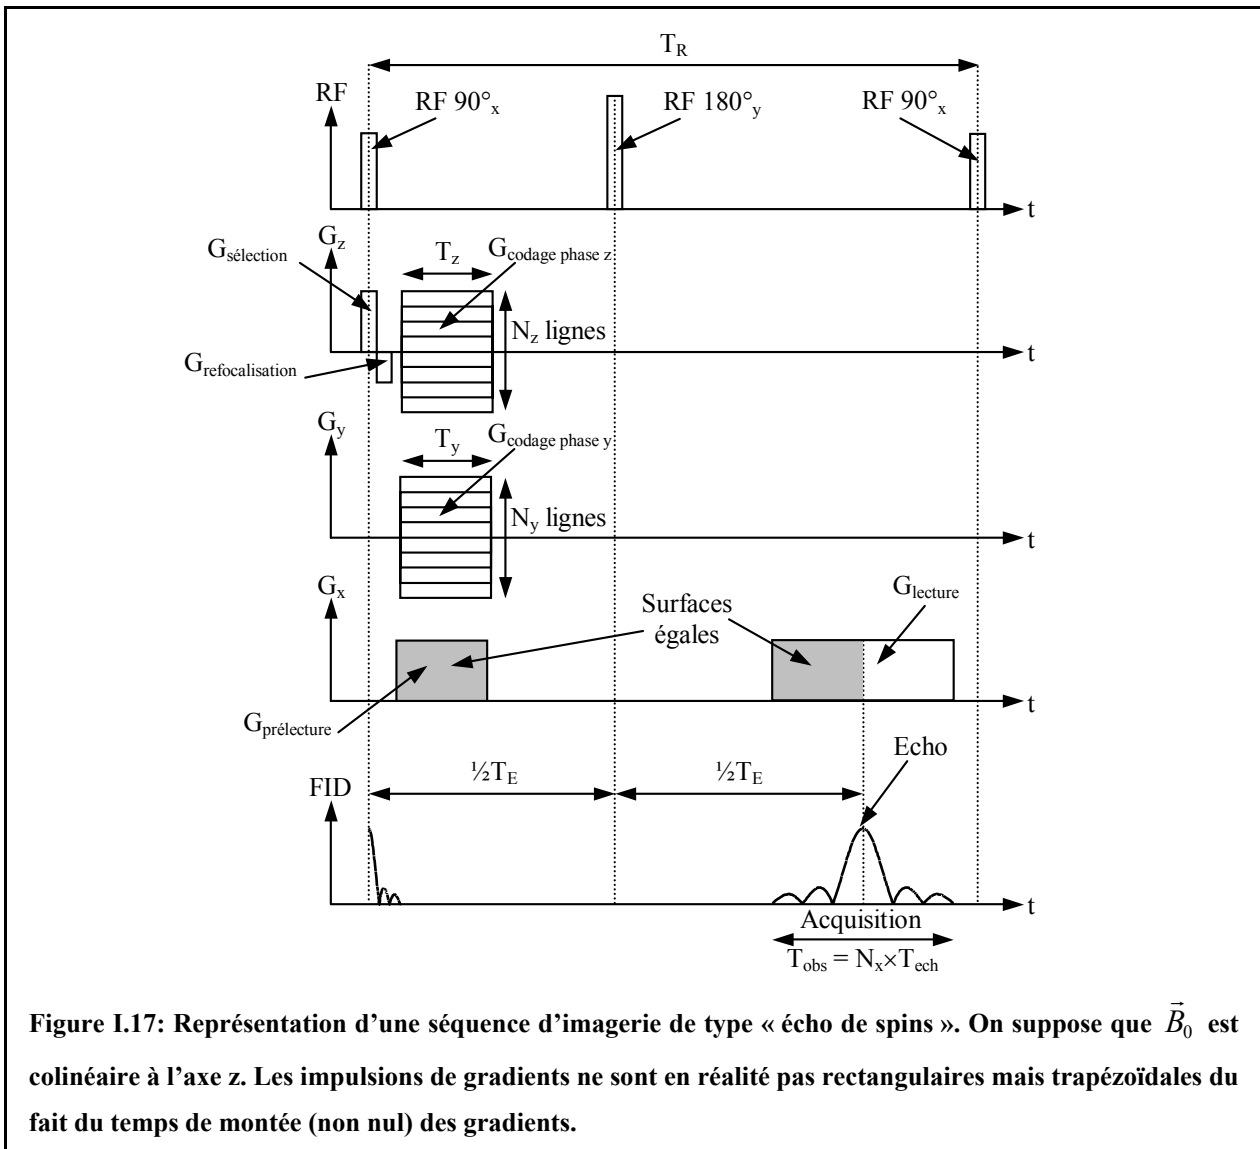 T_R
RF
RF 90°_x
RF 180°_y
RF 90°_x
t
G_z
G_sélection
T_z
G_codage phase z
N_z lignes
G_refocalisation
t
G_y
T_y
G_codage phase y
N_y lignes
t
G_x
Surfaces
égales
G_lecture
G_prélecture
t
FID
½T_E
½T_E
Echo
t
Acquisition
T_obs = N_x×T_ech
Figure I.17: Représentation d’une séquence d’imagerie de type « écho de spins ». On suppose que \vec{B}_0 est
colinéaire à l’axe z. Les impulsions de gradients ne sont en réalité pas rectangulaires mais trapézoïdales du
fait du temps de montée (non nul) des gradients.